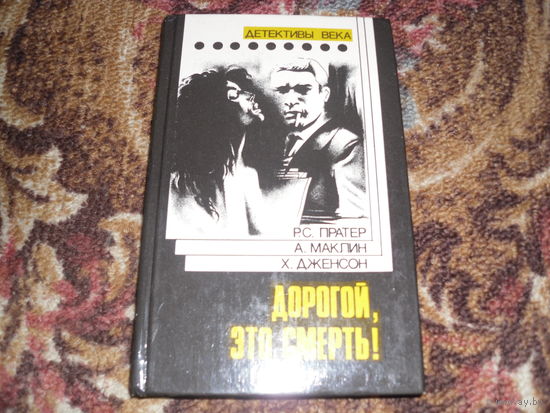 ДЕТЕКТИВЫ ВЕКА
Р.С. ПРАТЕР
А. МАКЛИН
Х. ДЖЕНСОН
ДОРОГОЙ,
ЭТО СМЕРТЬ!